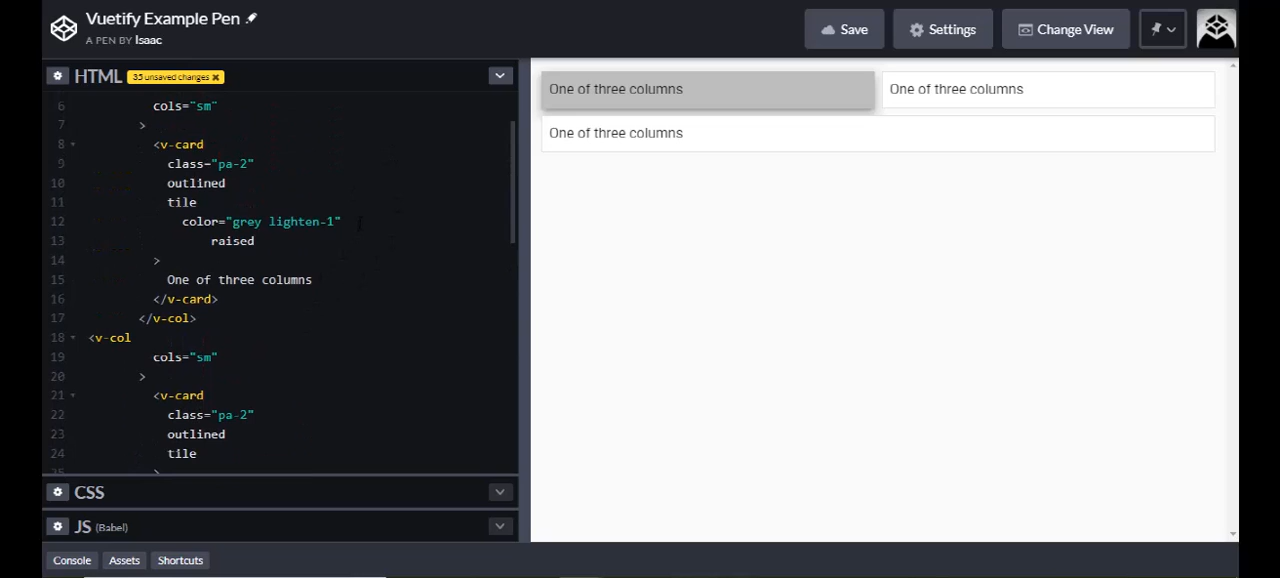 Vuetify Example Pen
A PEN BY Isaac
Save
Settings
Change View
HTML 35 unsaved changes x
6 cols="sm"
7 >
8 <v-card
9 class="pa-2"
10 outlined
11 tile
12 color="grey lighten-1"
13 raised
14 >
15 One of three columns
16 </v-card>
17 </v-col>
18 <v-col
19 cols="sm"
20 >
21 <v-card
22 class="pa-2"
23 outlined
24 tile
25 >
CSS
JS (Babel)
Console Assets Shortcuts
One of three columns
One of three columns
One of three columns